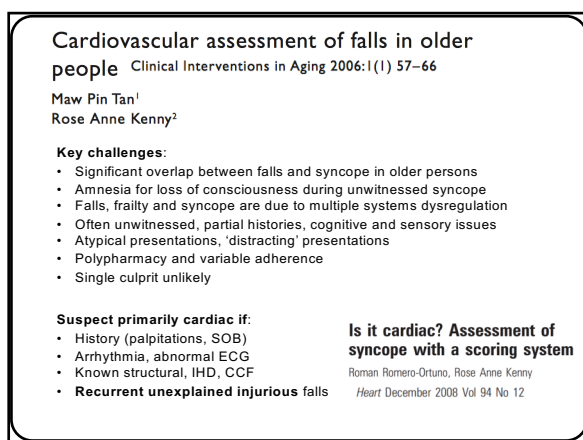 Cardiovascular assessment of falls in older
people Clinical Interventions in Aging 2006:1(1) 57–66
Maw Pin Tan¹
Rose Anne Kenny²
Key challenges:
• Significant overlap between falls and syncope in older persons
• Amnesia for loss of consciousness during unwitnessed syncope
• Falls, frailty and syncope are due to multiple systems dysregulation
• Often unwitnessed, partial histories, cognitive and sensory issues
• Atypical presentations, ‘distracting’ presentations
• Polypharmacy and variable adherence
• Single culprit unlikely
Suspect primarily cardiac if:
• History (palpitations, SOB)
• Arrhythmia, abnormal ECG
• Known structural, IHD, CCF
• Recurrent unexplained injurious falls
Is it cardiac? Assessment of
syncope with a scoring system
Roman Romero-Ortuno, Rose Anne Kenny
Heart December 2008 Vol 94 No 12